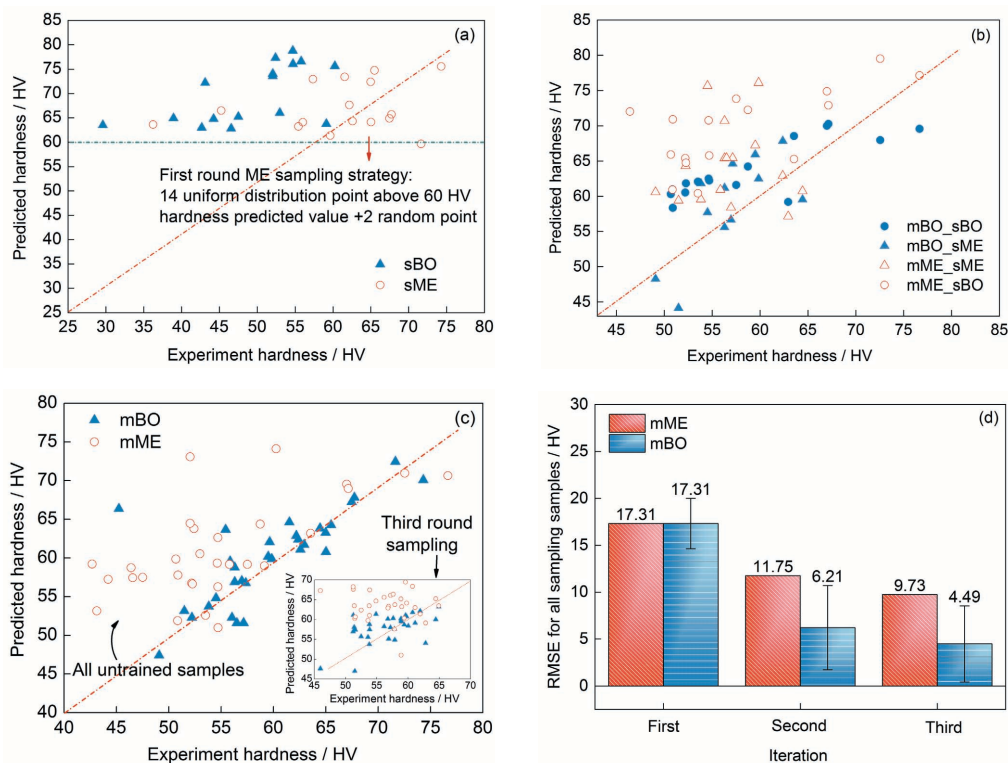 (a)
85
80
75
70
65
60
55
50
45
40
35
30
25
Predicted hardness / HV
First round ME sampling strategy:
14 uniform distribution point above 60 HV
hardness predicted value +2 random point
sBO
sME
25 30 35 40 45 50 55 60 65 70 75 80
Experiment hardness / HV
(b)
85
80
75
70
65
60
55
50
45
Predicted hardness / HV
mBO_sBO
mBO_sME
mME_sME
mME_sBO
45 50 55 60 65 70 75 80 85
Experiment hardness / HV
(c)
mBO
mME
80
75
70
65
60
55
50
45
40
Predicted hardness / HV
Third round
sampling
All untrained samples
70
65
60
55
50
45
Predicted hardness / HV
45 50 55 60 65 70
Experiment hardness / HV
40 45 50 55 60 65 70 75 80
Experiment hardness / HV
(d)
mME
mBO
30
25
20
15
10
5
0
RMSE for all sampling samples / HV
17.31
17.31
11.75
6.21
9.73
4.49
First Second Third
Iteration